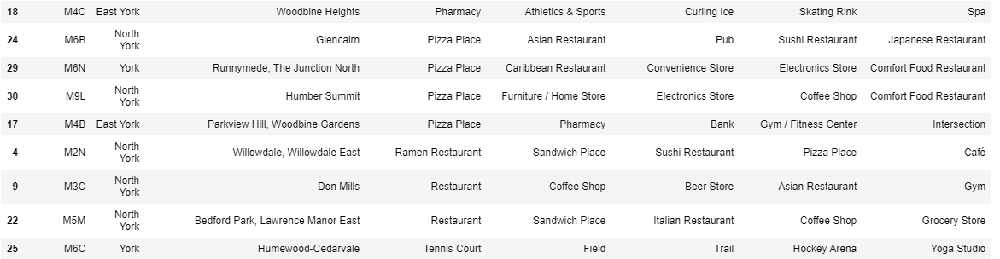 18 M4C East York Woodbine Heights Pharmacy Athletics & Sports Curling Ice Skating Rink Spa
24 M6B North York Glencairn Pizza Place Asian Restaurant Pub Sushi Restaurant Japanese Restaurant
29 M6N York Runnymede, The Junction North Pizza Place Caribbean Restaurant Convenience Store Electronics Store Comfort Food Restaurant
30 M9L North York Humber Summit Pizza Place Furniture / Home Store Electronics Store Coffee Shop Comfort Food Restaurant
17 M4B East York Parkview Hill, Woodbine Gardens Pizza Place Pharmacy Bank Gym / Fitness Center Intersection
4 M2N North York Willowdale, Willowdale East Ramen Restaurant Sandwich Place Sushi Restaurant Pizza Place Café
9 M3C North York Don Mills Restaurant Coffee Shop Beer Store Asian Restaurant Gym
22 M5M North York Bedford Park, Lawrence Manor East Restaurant Sandwich Place Italian Restaurant Coffee Shop Grocery Store
25 M6C York Humewood-Cedarvale Tennis Court Field Trail Hockey Arena Yoga Studio